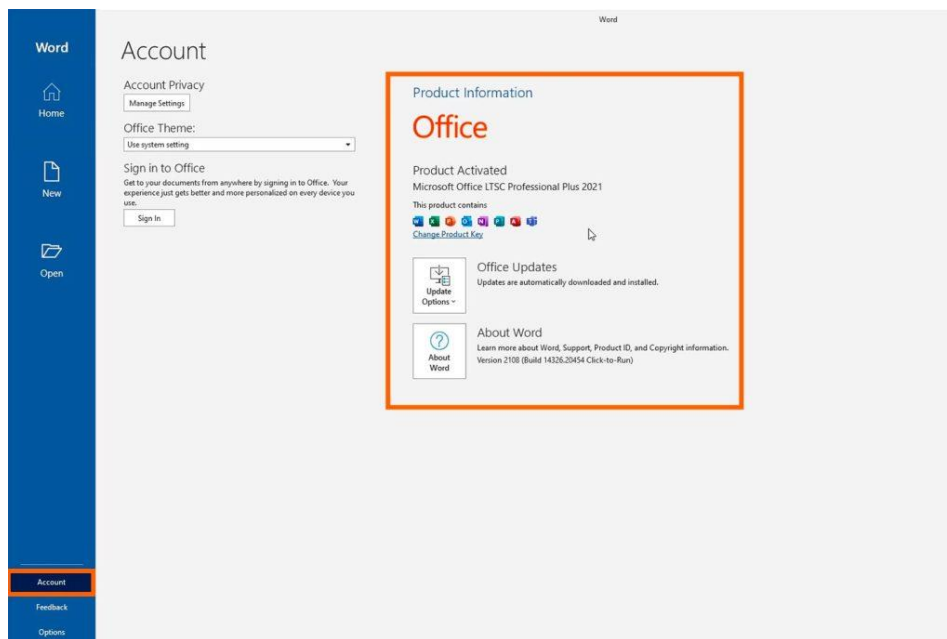 Word
Word
Home
New
Open
Account
Feedback
Options
Account
Account Privacy
Manage Settings
Office Theme:
Use system setting
Sign in to Office
Get to your documents from anywhere by signing in to Office. Your
experience just gets better and more personalized on every device you
use.
Sign In
Product Information
Office
Product Activated
Microsoft Office LTSC Professional Plus 2021
This product contains
Change Product Key
Update
Options
Office Updates
Updates are automatically downloaded and installed.
About
Word
About Word
Learn more about Word, Support, Product ID, and Copyright information.
Version 2108 (Build 14326.20454 Click-to-Run)